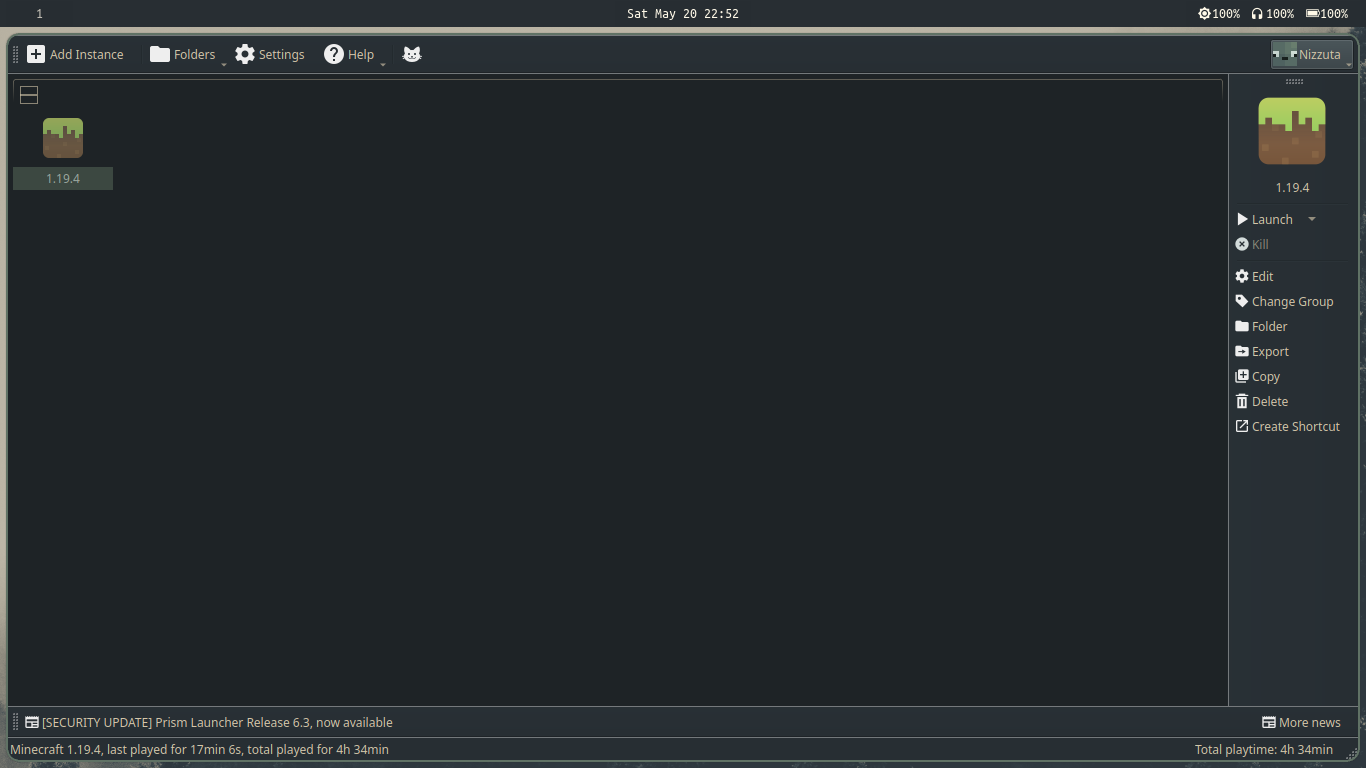 1
Sat May 20 22:52
100% 100% 100%
Add Instance Folders Settings Help
Nizzuta
1.19.4
1.19.4
Launch
Kill
Edit
Change Group
Folder
Export
Copy
Delete
Create Shortcut
[SECURITY UPDATE] Prism Launcher Release 6.3, now available
More news
Minecraft 1.19.4, last played for 17min 6s, total played for 4h 34min
Total playtime: 4h 34min